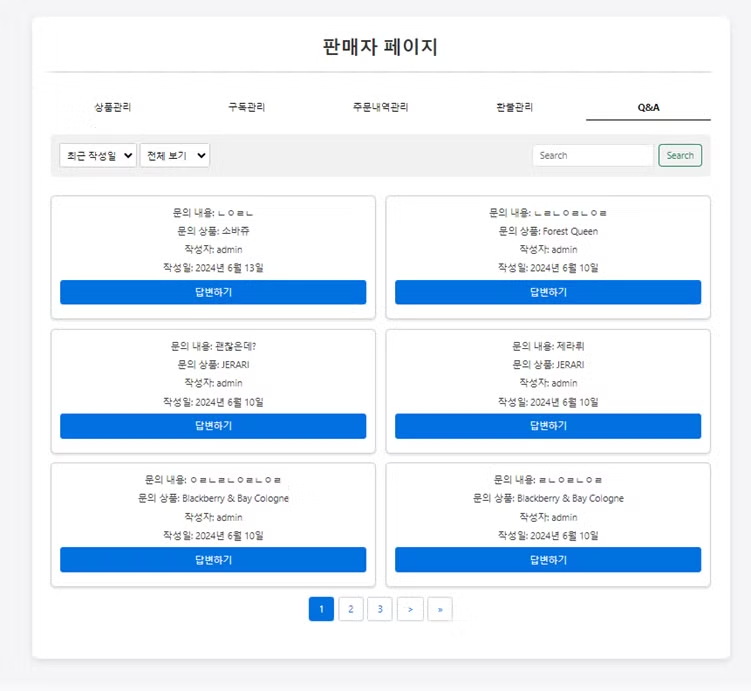 판매자 페이지
상품관리 구독관리 주문내역관리 환불관리 Q&A
최근 작성일 전체 보기 Search Search
문의 내용: ㄴㅇㄹㄴ
문의 상품: 소바쥬
작성자: admin
작성일: 2024년 6월 13일
답변하기
문의 내용: ㄴㄹㄴㅇㄹㄴㅇㄹ
문의 상품: Forest Queen
작성자: admin
작성일: 2024년 6월 10일
답변하기
문의 내용: 괜찮은데?
문의 상품: JERARI
작성자: admin
작성일: 2024년 6월 10일
답변하기
문의 내용: 제라뤼
문의 상품: JERARI
작성자: admin
작성일: 2024년 6월 10일
답변하기
문의 내용: ㅇㄹㄴㄹㄴㅇㄹㄴㅇㄹ
문의 상품: Blackberry & Bay Cologne
작성자: admin
작성일: 2024년 6월 10일
답변하기
문의 내용: ㄹㄴㅇㄹㄴㅇㄹ
문의 상품: Blackberry & Bay Cologne
작성자: admin
작성일: 2024년 6월 10일
답변하기
1 2 3 > »